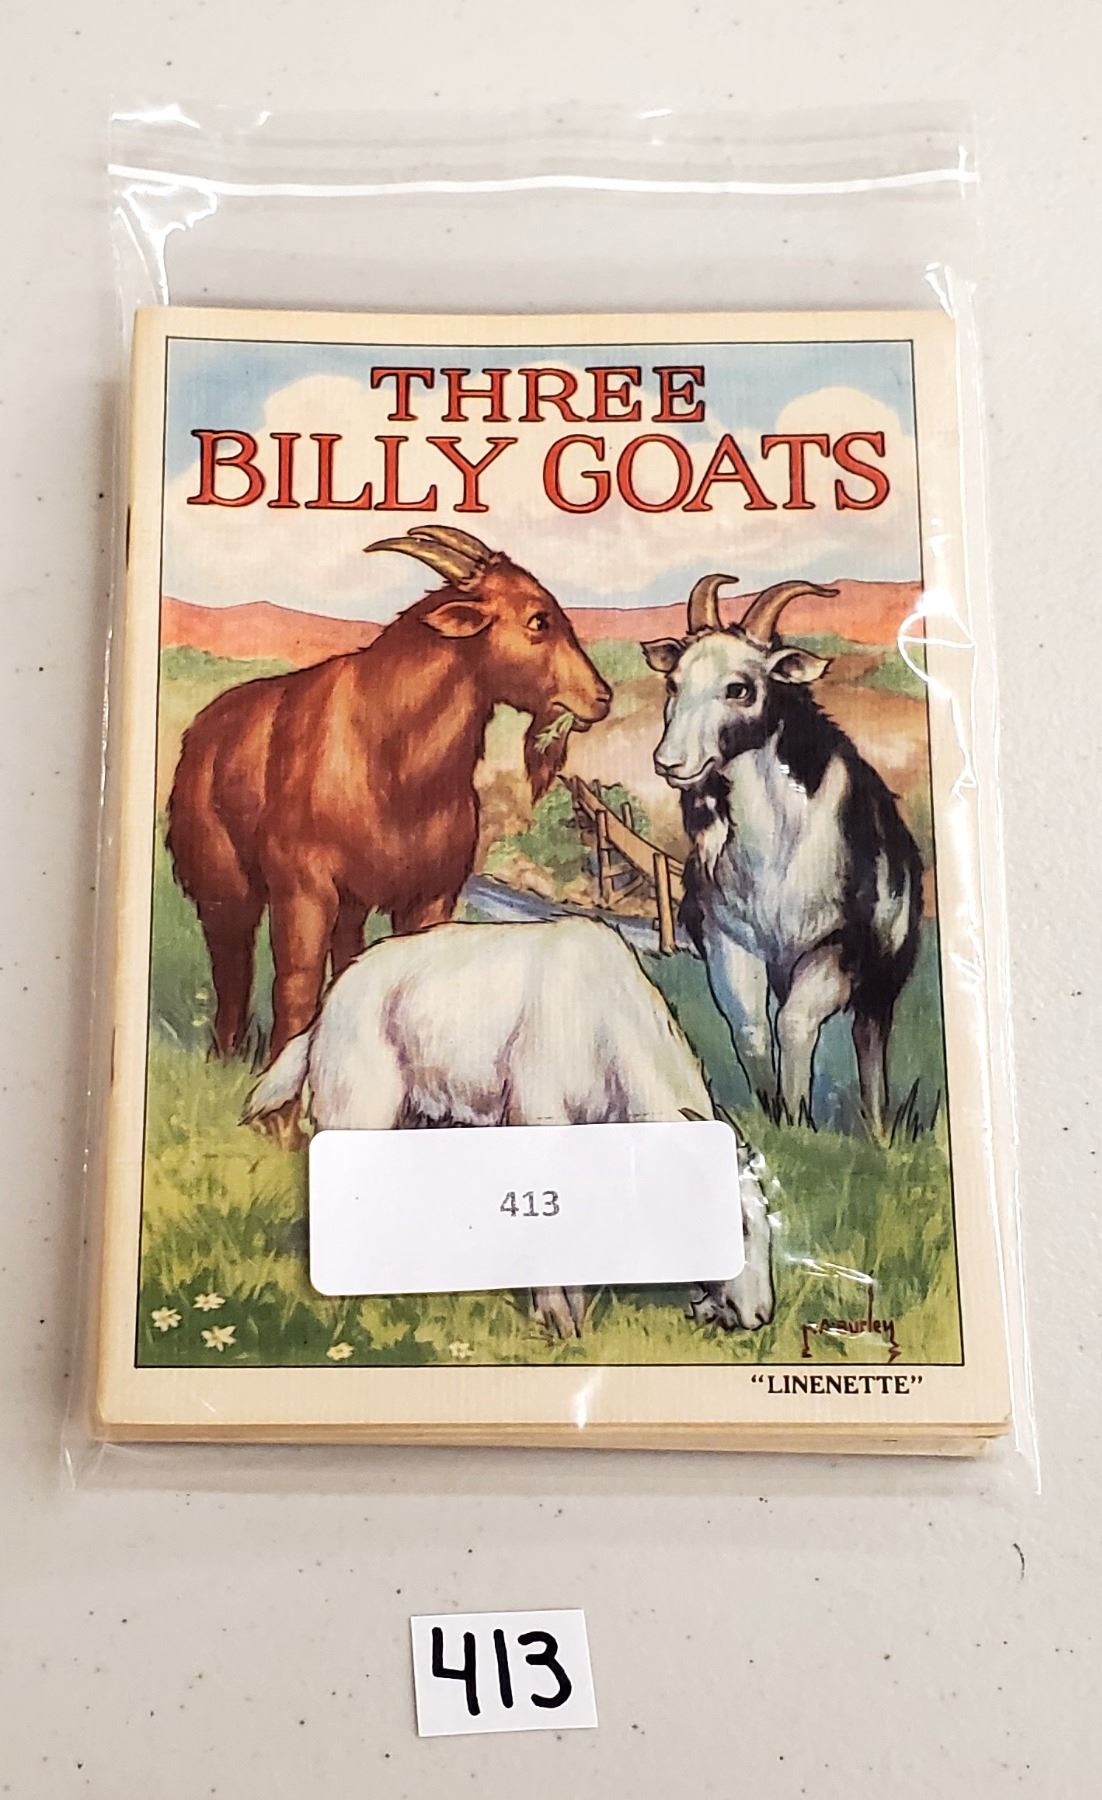 THREE
BILLY GOATS
413
"LINENETTE"
413